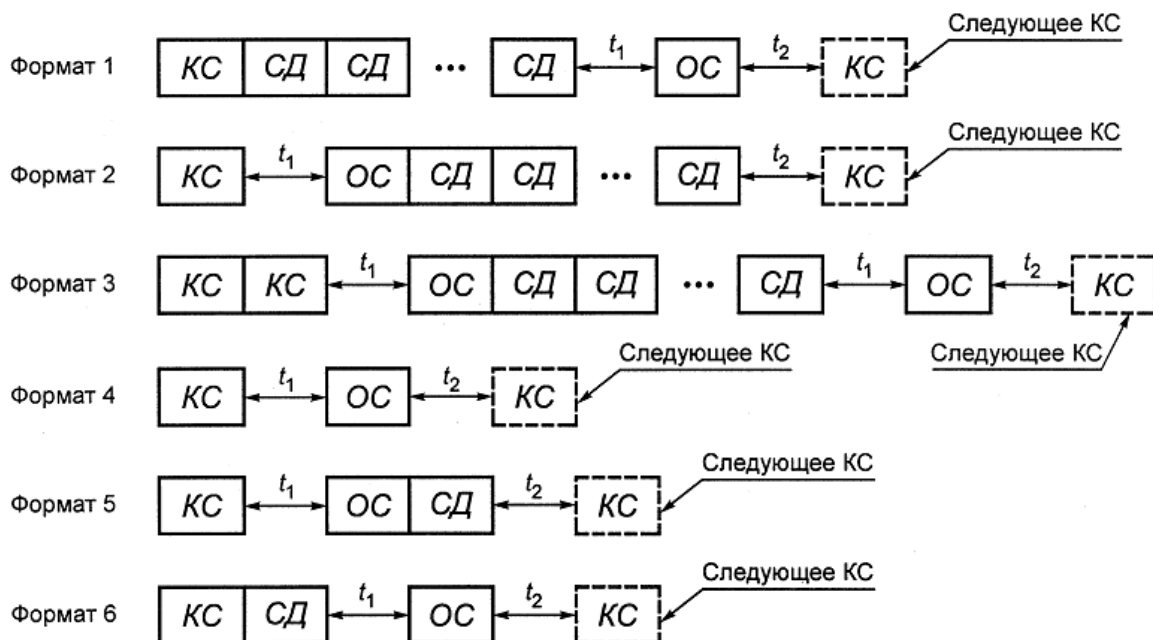 Следующее КС
Формат 1 КС СД СД ... СД t1 ОС t2 КС
Следующее КС
Формат 2 КС t1 ОС СД СД ... СД t2 КС
Формат 3 КС КС t1 ОС СД СД ... СД t1 ОС t2 КС
Следующее КС
Следующее КС
Формат 4 КС t1 ОС t2 КС
Следующее КС
Формат 5 КС t1 ОС СД t2 КС
Следующее КС
Формат 6 КС СД t1 ОС t2 КС